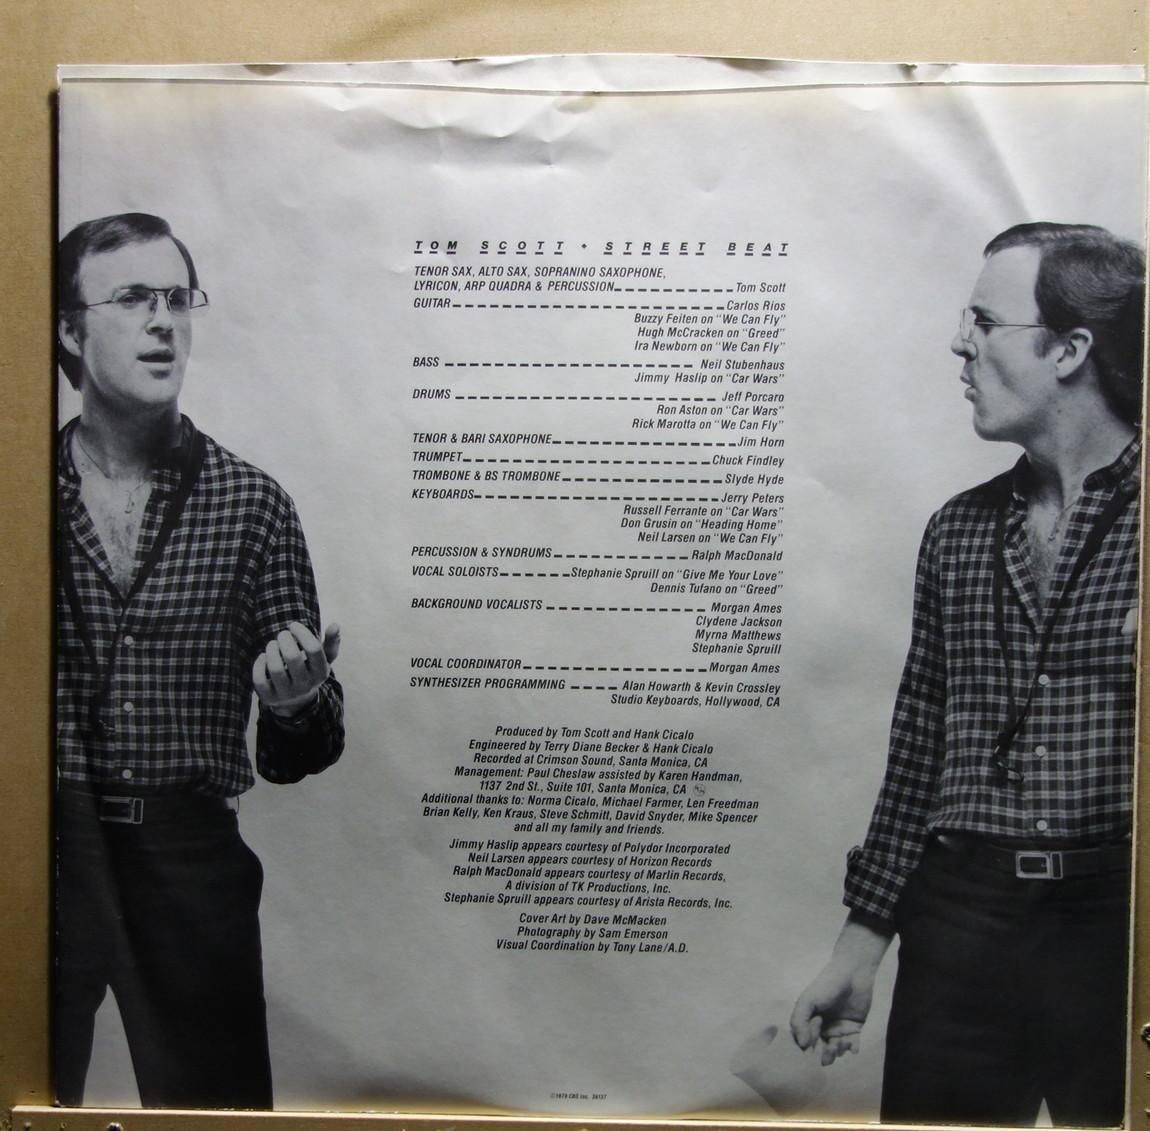 TOM SCOTT • STREET BEAT
TENOR SAX, ALTO SAX, SOPRANINO SAXOPHONE,
LYRICON, ARP QUADRA & PERCUSSION Tom Scott
GUITAR Carlos Rios
Buzzy Feiten on "We Can Fly"
Hugh McCracken on "Greed"
Ira Newborn on "We Can Fly"
BASS Neil Stubenhaus
Jimmy Haslip on "Car Wars"
DRUMS Jeff Porcaro
Ron Aston on "Car Wars"
Rick Marotta on "We Can Fly"
TENOR & BARI SAXOPHONE Jim Horn
TRUMPET Chuck Findley
TROMBONE & BS TROMBONE Slyde Hyde
KEYBOARDS Jerry Peters
Russell Ferrante on "Car Wars"
Don Grusin on "Heading Home"
Neil Larsen on "We Can Fly"
PERCUSSION & SYNDRUMS Ralph MacDonald
VOCAL SOLOISTS Stephanie Spruill on "Give Me Your Love"
Dennis Tufano on "Greed"
BACKGROUND VOCALISTS Morgan Ames
Clydene Jackson
Myrna Matthews
Stephanie Spruill
VOCAL COORDINATOR Morgan Ames
SYNTHESIZER PROGRAMMING Alan Howarth & Kevin Crossley
Studio Keyboards, Hollywood, CA
Produced by Tom Scott and Hank Cicalo
Engineered by Terry Diane Becker & Hank Cicalo
Recorded at Crimson Sound, Santa Monica, CA
Management: Paul Cheslaw assisted by Karen Handman,
1137 2nd St., Suite 101, Santa Monica, CA
Additional thanks to: Norma Cicalo, Michael Farmer, Len Freedman
Brian Kelly, Ken Kraus, Steve Schmitt, David Snyder, Mike Spencer
and all my family and friends.
Jimmy Haslip appears courtesy of Polydor Incorporated
Neil Larsen appears courtesy of Horizon Records
Ralph MacDonald appears courtesy of Marlin Records,
A division of TK Productions, Inc.
Stephanie Spruill appears courtesy of Arista Records, Inc.
Cover Art by Dave McMacken
Photography by Sam Emerson
Visual Coordination by Tony Lane/A.D.
©1979 CBS Inc. 36137